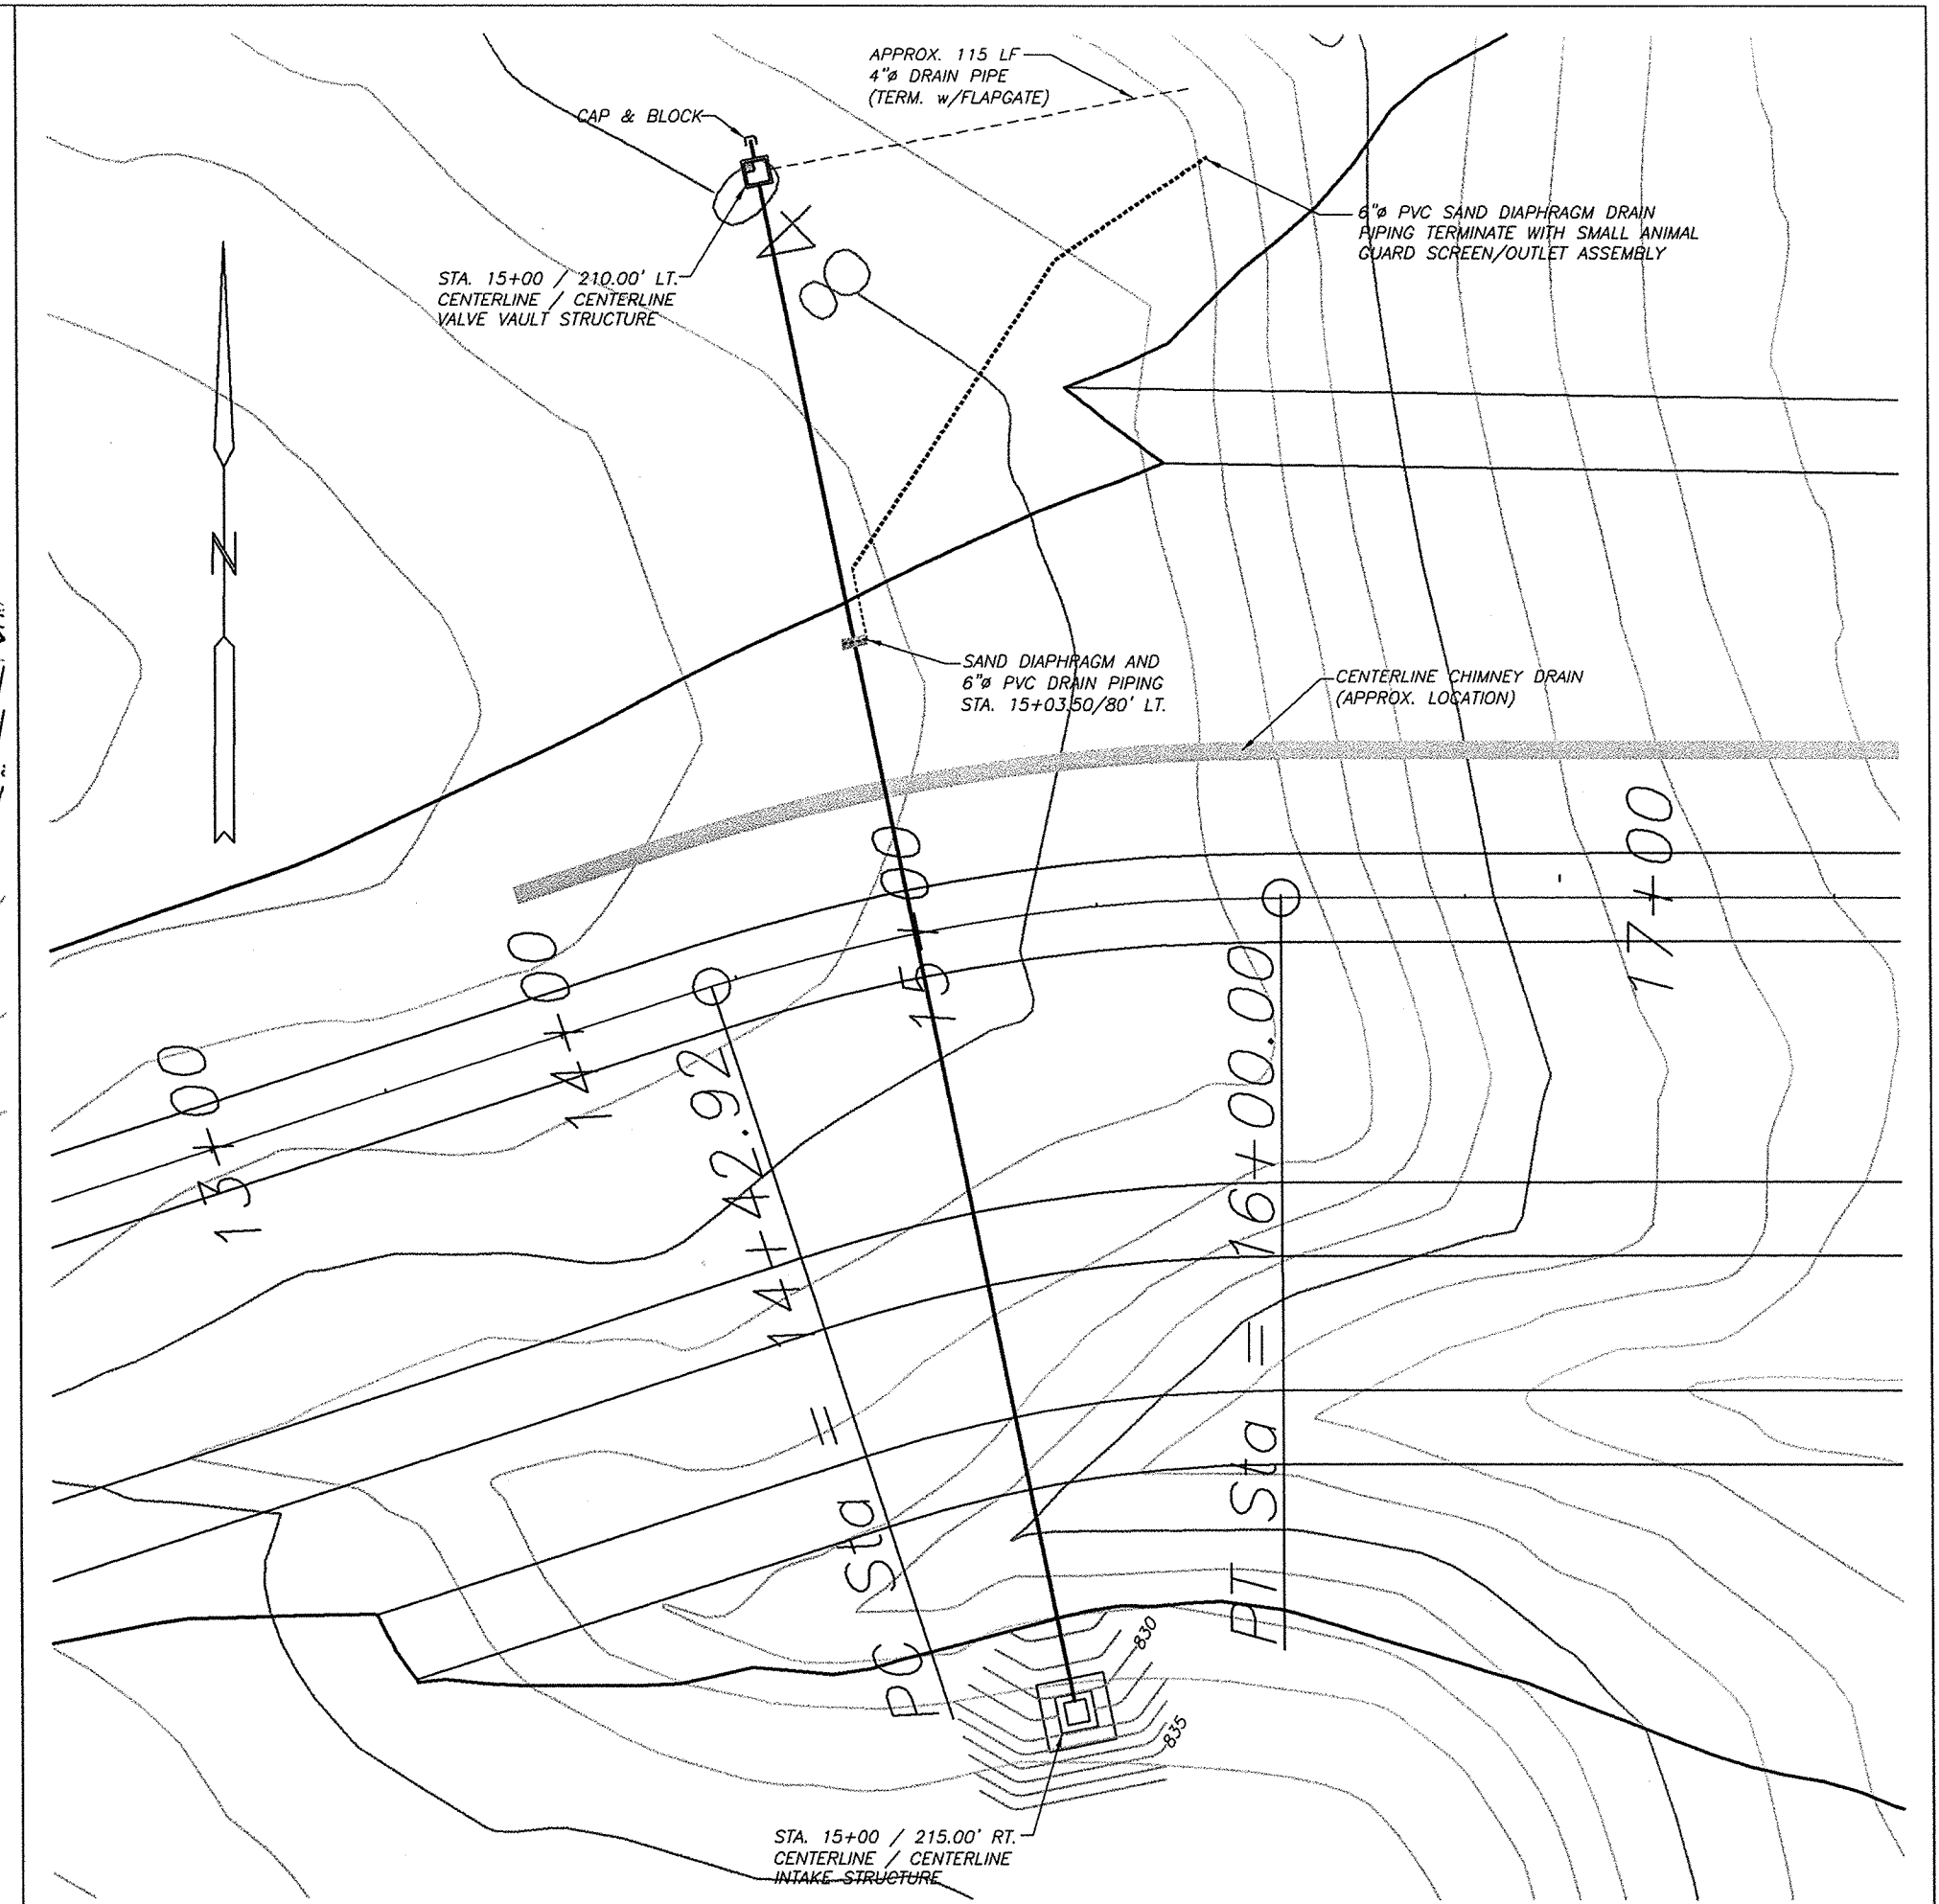 APPROX. 115 LF
4"ø DRAIN PIPE
(TERM. w/FLAPGATE)
CAP & BLOCK
6"ø PVC SAND DIAPHRAGM DRAIN
PIPING TERMINATE WITH SMALL ANIMAL
GUARD SCREEN/OUTLET ASSEMBLY
STA. 15+00 / 210.00' LT.
CENTERLINE / CENTERLINE
VALVE VAULT STRUCTURE
N
SAND DIAPHRAGM AND
6"ø PVC DRAIN PIPING
STA. 15+03.50/80' LT.
CENTERLINE CHIMNEY DRAIN
(APPROX. LOCATION)
13+00
14+00
15+00
17+00
PC Sta = 14+42.92
PT Sta = 16+00.00
830
835
STA. 15+00 / 215.00' RT.
CENTERLINE / CENTERLINE
INTAKE STRUCTURE